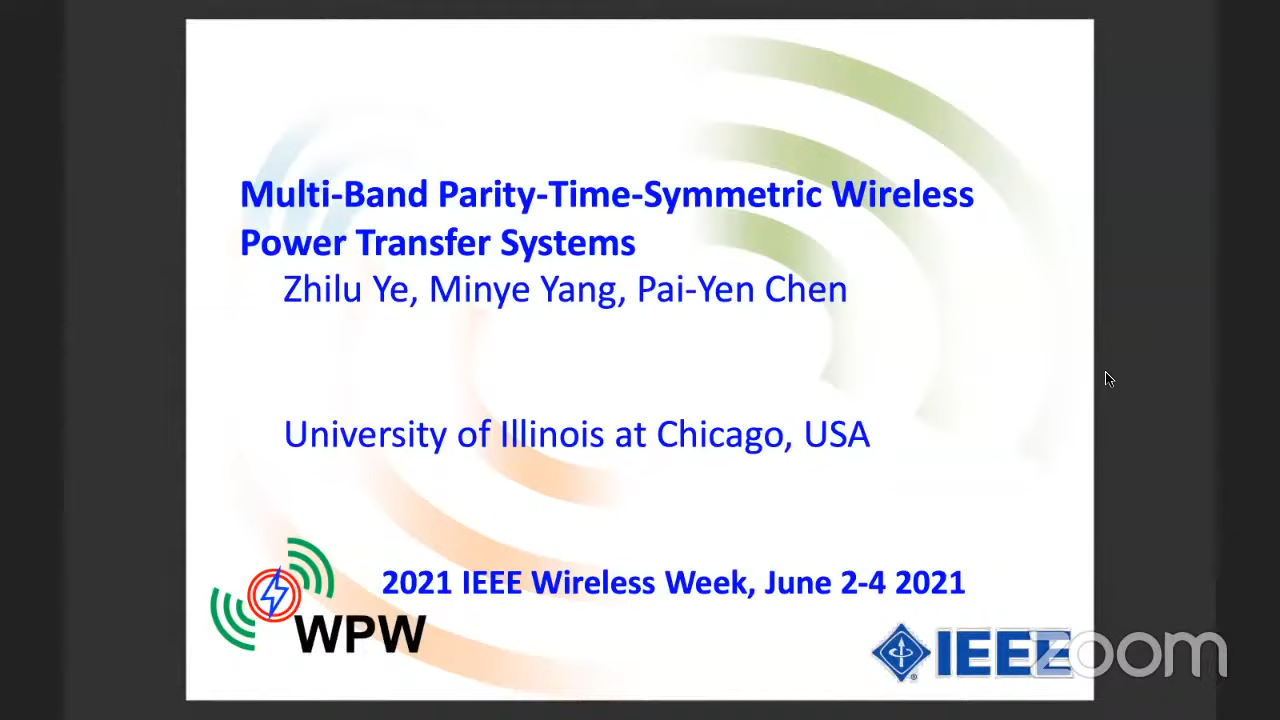 Multi-Band Parity-Time-Symmetric Wireless
Power Transfer Systems
Zhilu Ye, Minye Yang, Pai-Yen Chen
University of Illinois at Chicago, USA
2021 IEEE Wireless Week, June 2-4 2021
WPW
IEEE
zoom